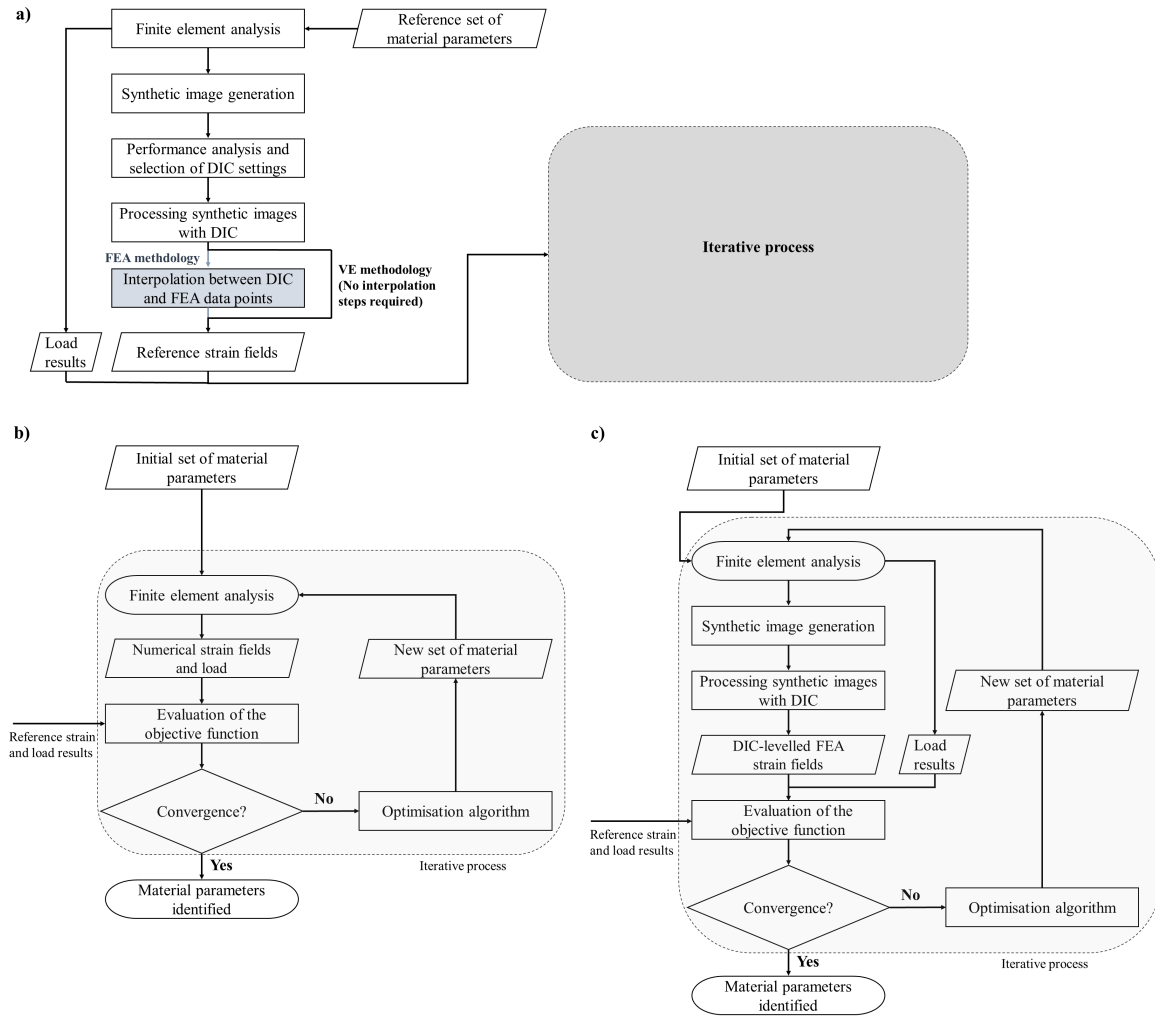 a)
Finite element analysis
Reference set of
material parameters
Synthetic image generation
Performance analysis and
selection of DIC settings
Processing synthetic images
with DIC
FEA methdology
Interpolation between DIC
and FEA data points
VE methodology
(No interpolation
steps required)
Load
results
Reference strain fields
Iterative process
b)
Initial set of material
parameters
Finite element analysis
Numerical strain fields
and load
New set of material
parameters
Evaluation of the
objective function
Reference strain
and load results
Convergence?
No
Optimisation algorithm
Yes
Iterative process
Material parameters
identified
c)
Initial set of material
parameters
Finite element analysis
Synthetic image generation
Processing synthetic images
with DIC
New set of material
parameters
DIC-levelled FEA
strain fields
Load
results
Evaluation of the
objective function
Reference strain
and load results
Convergence?
No
Optimisation algorithm
Yes
Iterative process
Material parameters
identified